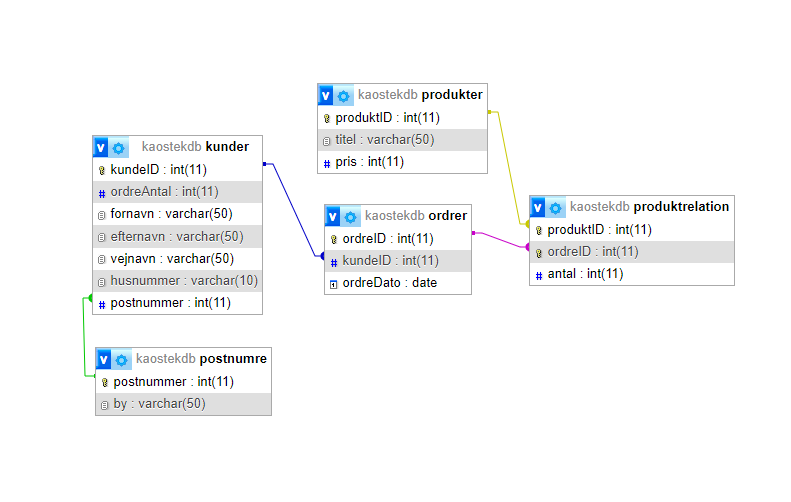 v kaostekdb produkter
produktID : int(11)
titel : varchar(50)
# pris : int(11)
v kaostekdb kunder
kundeID : int(11)
# ordreAntal : int(11)
fornavn : varchar(50)
efternavn : varchar(50)
vejnavn : varchar(50)
husnummer : varchar(10)
# postnummer : int(11)
v kaostekdb ordrer
ordreID : int(11)
# kundeID : int(11)
ordreDato : date
v kaostekdb produktrelation
produktID : int(11)
ordreID : int(11)
# antal : int(11)
v kaostekdb postnumre
postnummer : int(11)
by : varchar(50)